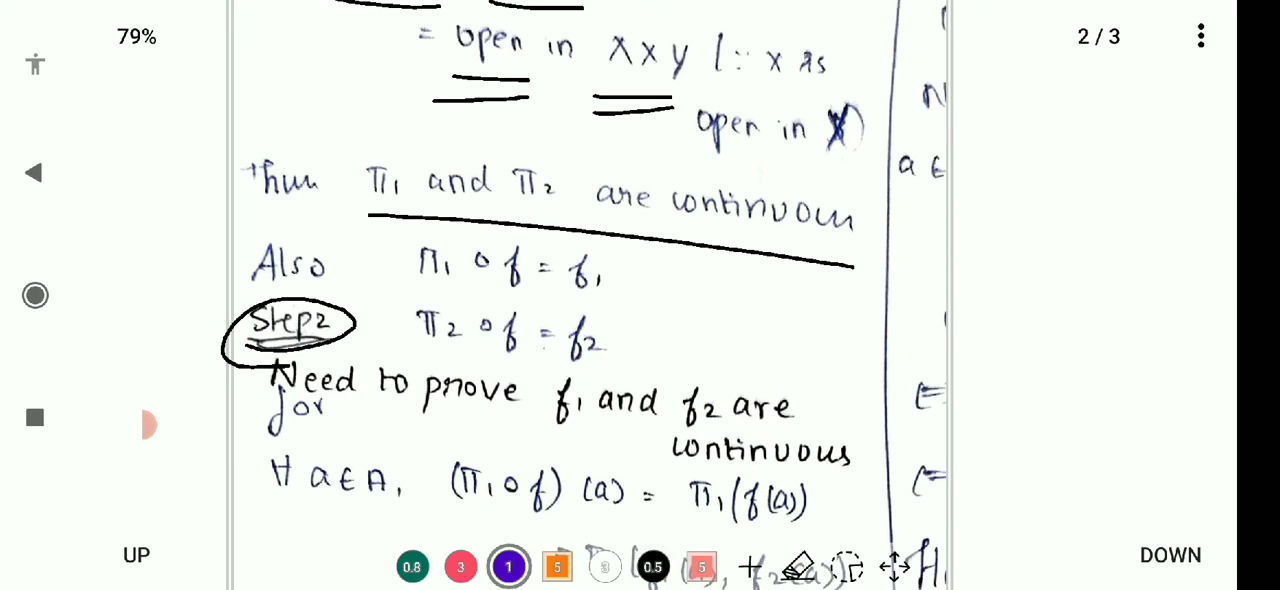 79%
2 / 3
= open in X x y (∵ x is
open in X)
Thus π₁ and π₂ are continuous
a ∈
Also π₁ o f = f₁
Step2 π₂ o f = f₂
Need to prove f₁ and f₂ are
continuous
for
∀ a ∈ A, (π₁ o f) (a) = π₁(f(a))
UP
0.8 3 1 5 3 0.5 5
DOWN